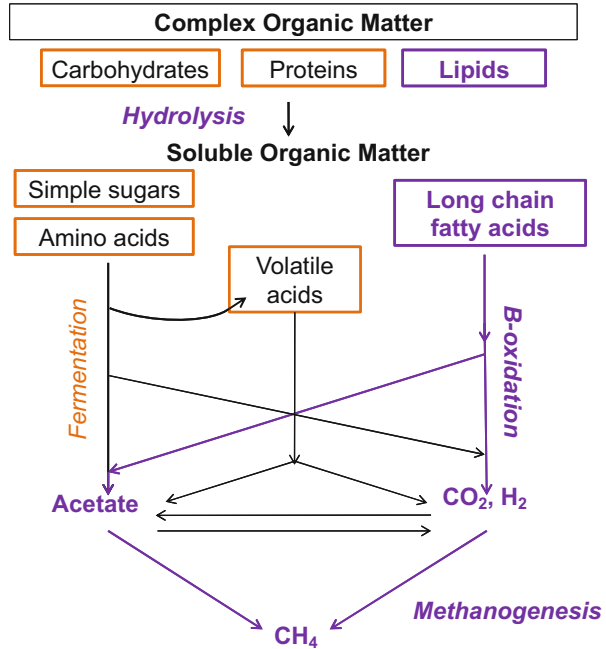 Complex Organic Matter
Carbohydrates
Proteins
Lipids
Hydrolysis
Soluble Organic Matter
Simple sugars
Amino acids
Long chain
fatty acids
Volatile
acids
Fermentation
B-oxidation
Acetate
CO₂, H₂
Methanogenesis
CH₄